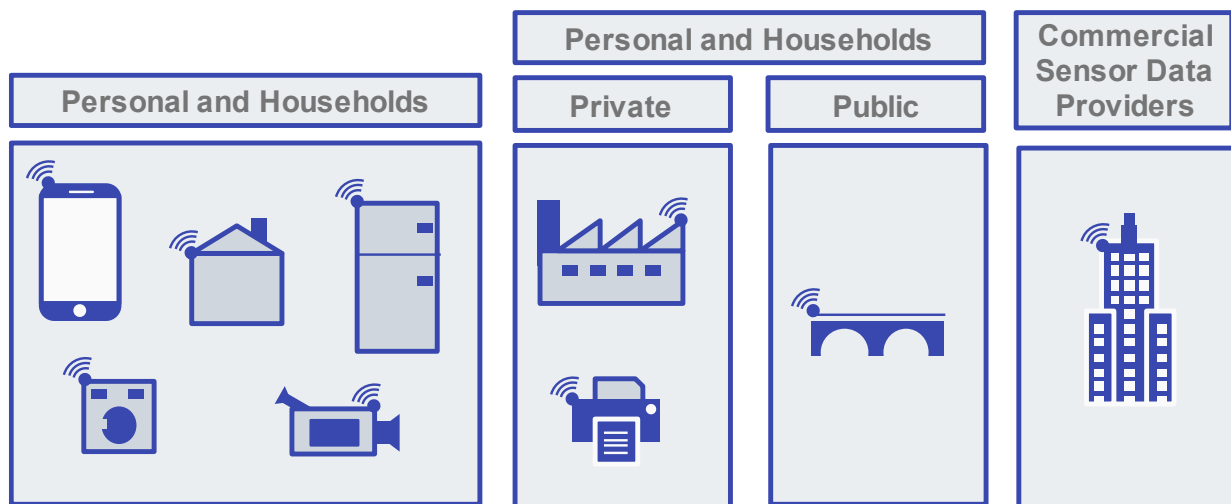 Personal and Households
Personal and Households
Private
Public
Commercial
Sensor Data
Providers